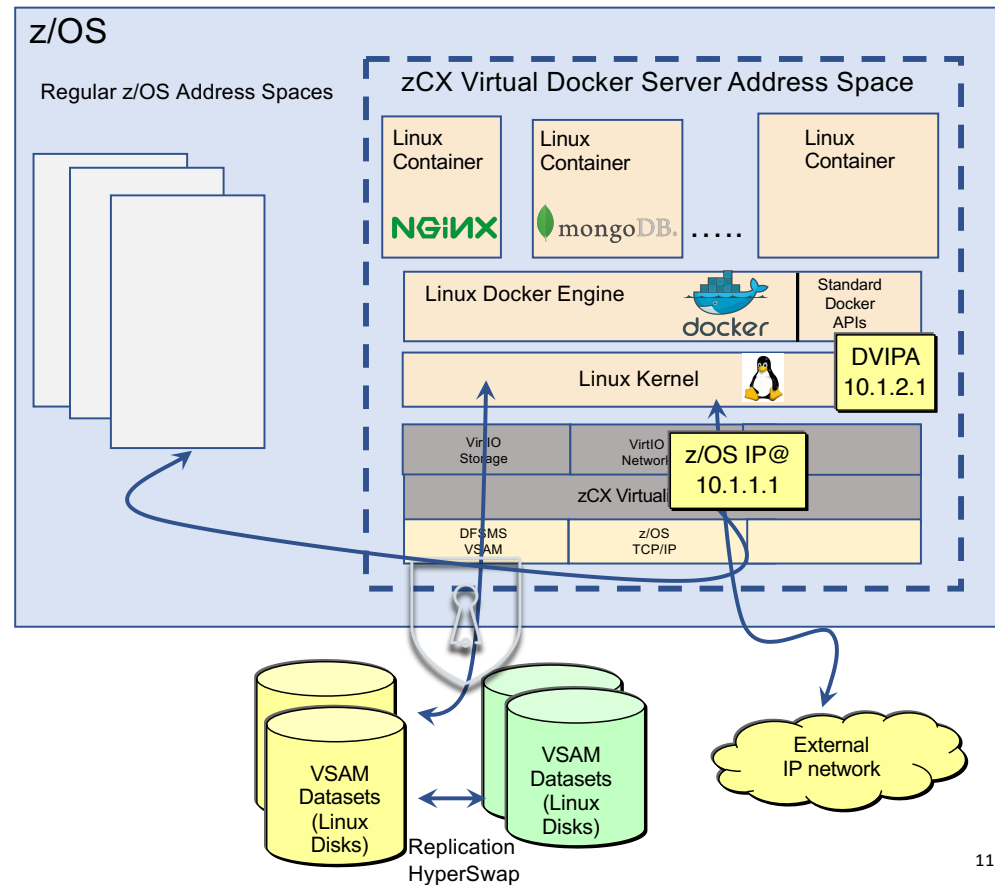 z/OS
Regular z/OS Address Spaces
zCX Virtual Docker Server Address Space
Linux
Container
NGiNX
Linux
Container
mongoDB.
.....
Linux
Container
Linux Docker Engine
docker
Standard
Docker
APIs
DVIPA
10.1.2.1
Linux Kernel
VirtIO
Storage
VirtIO
Network
z/OS IP@
10.1.1.1
zCX
DFSMS
VSAM
z/OS
TCP/IP
VSAM
Datasets
(Linux
Disks)
VSAM
Datasets
(Linux
Disks)
Replication
HyperSwap
External
IP network
11